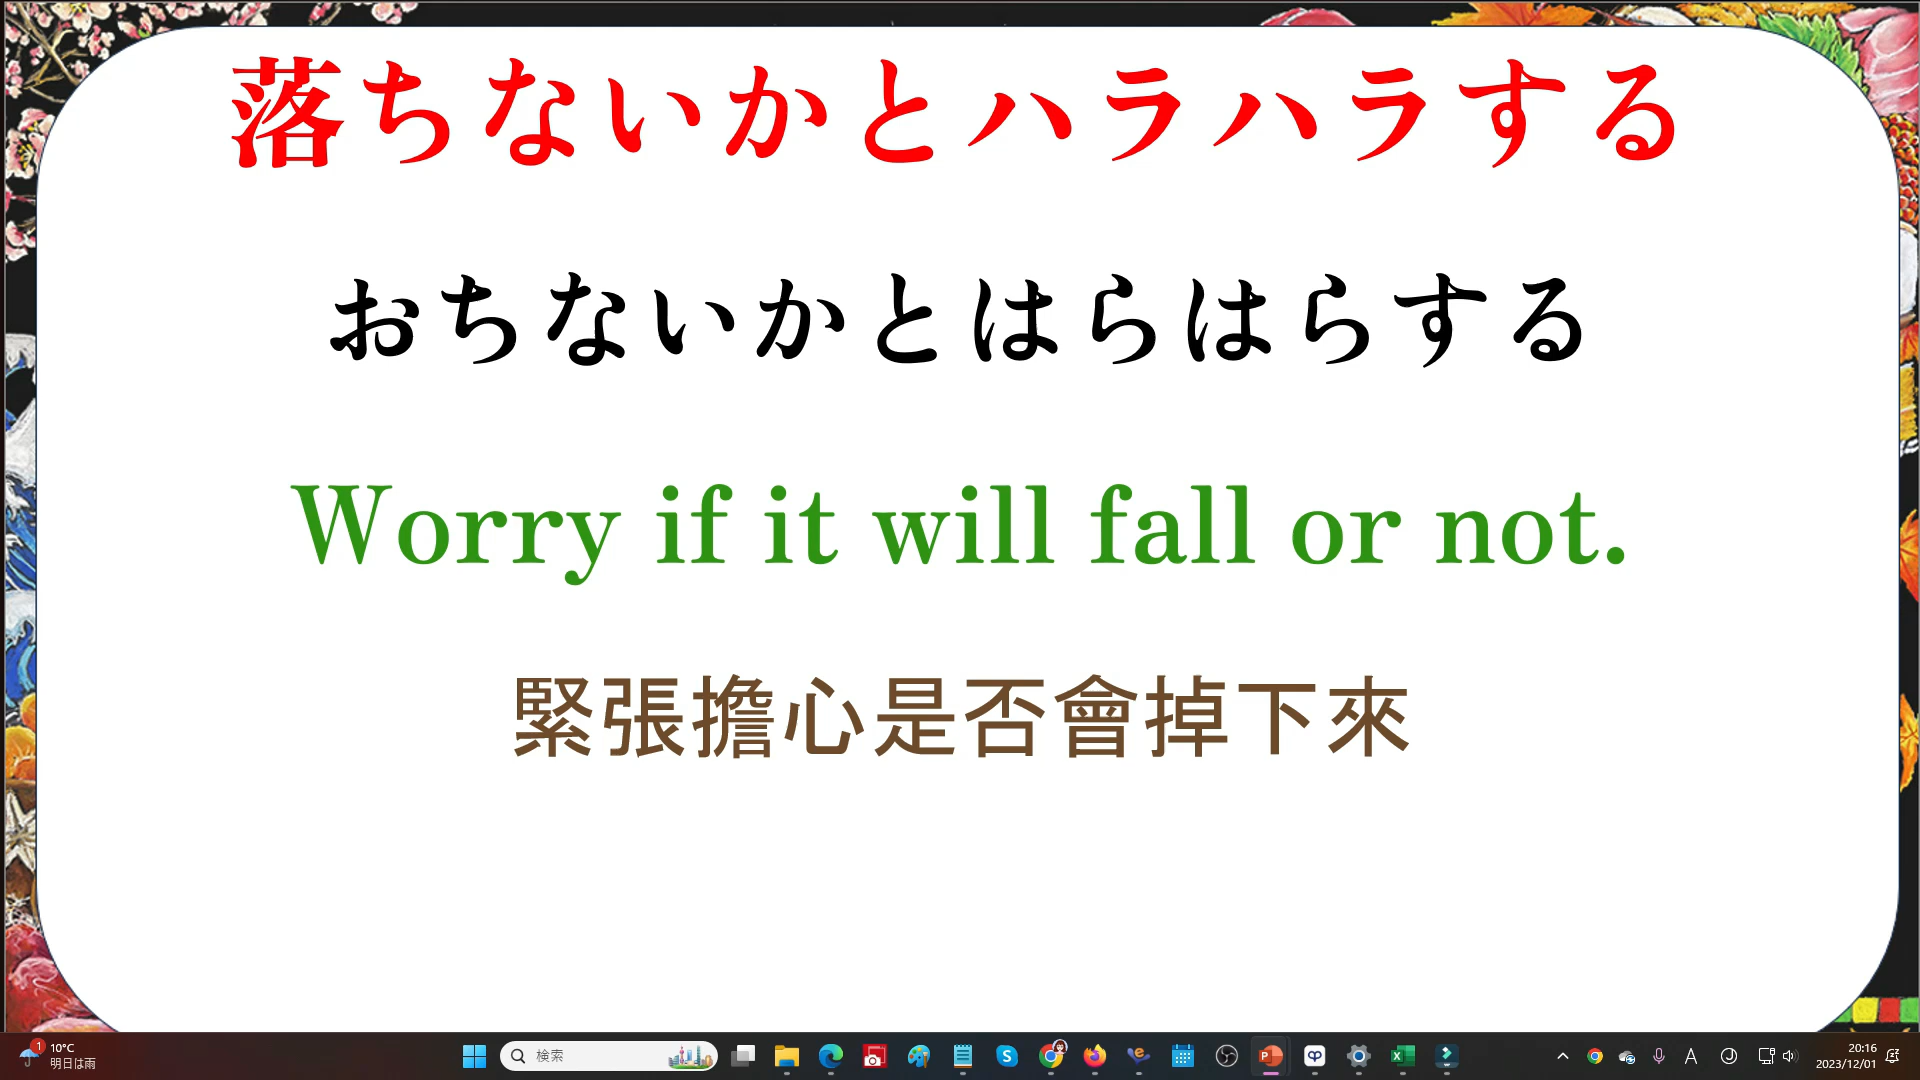 落ちないかとハラハラする
おちないかとはらはらする
Worry if it will fall or not.
緊張擔心是否會掉下來
1
10°C
明日は雨
検索
A
20:16
2023/12/01